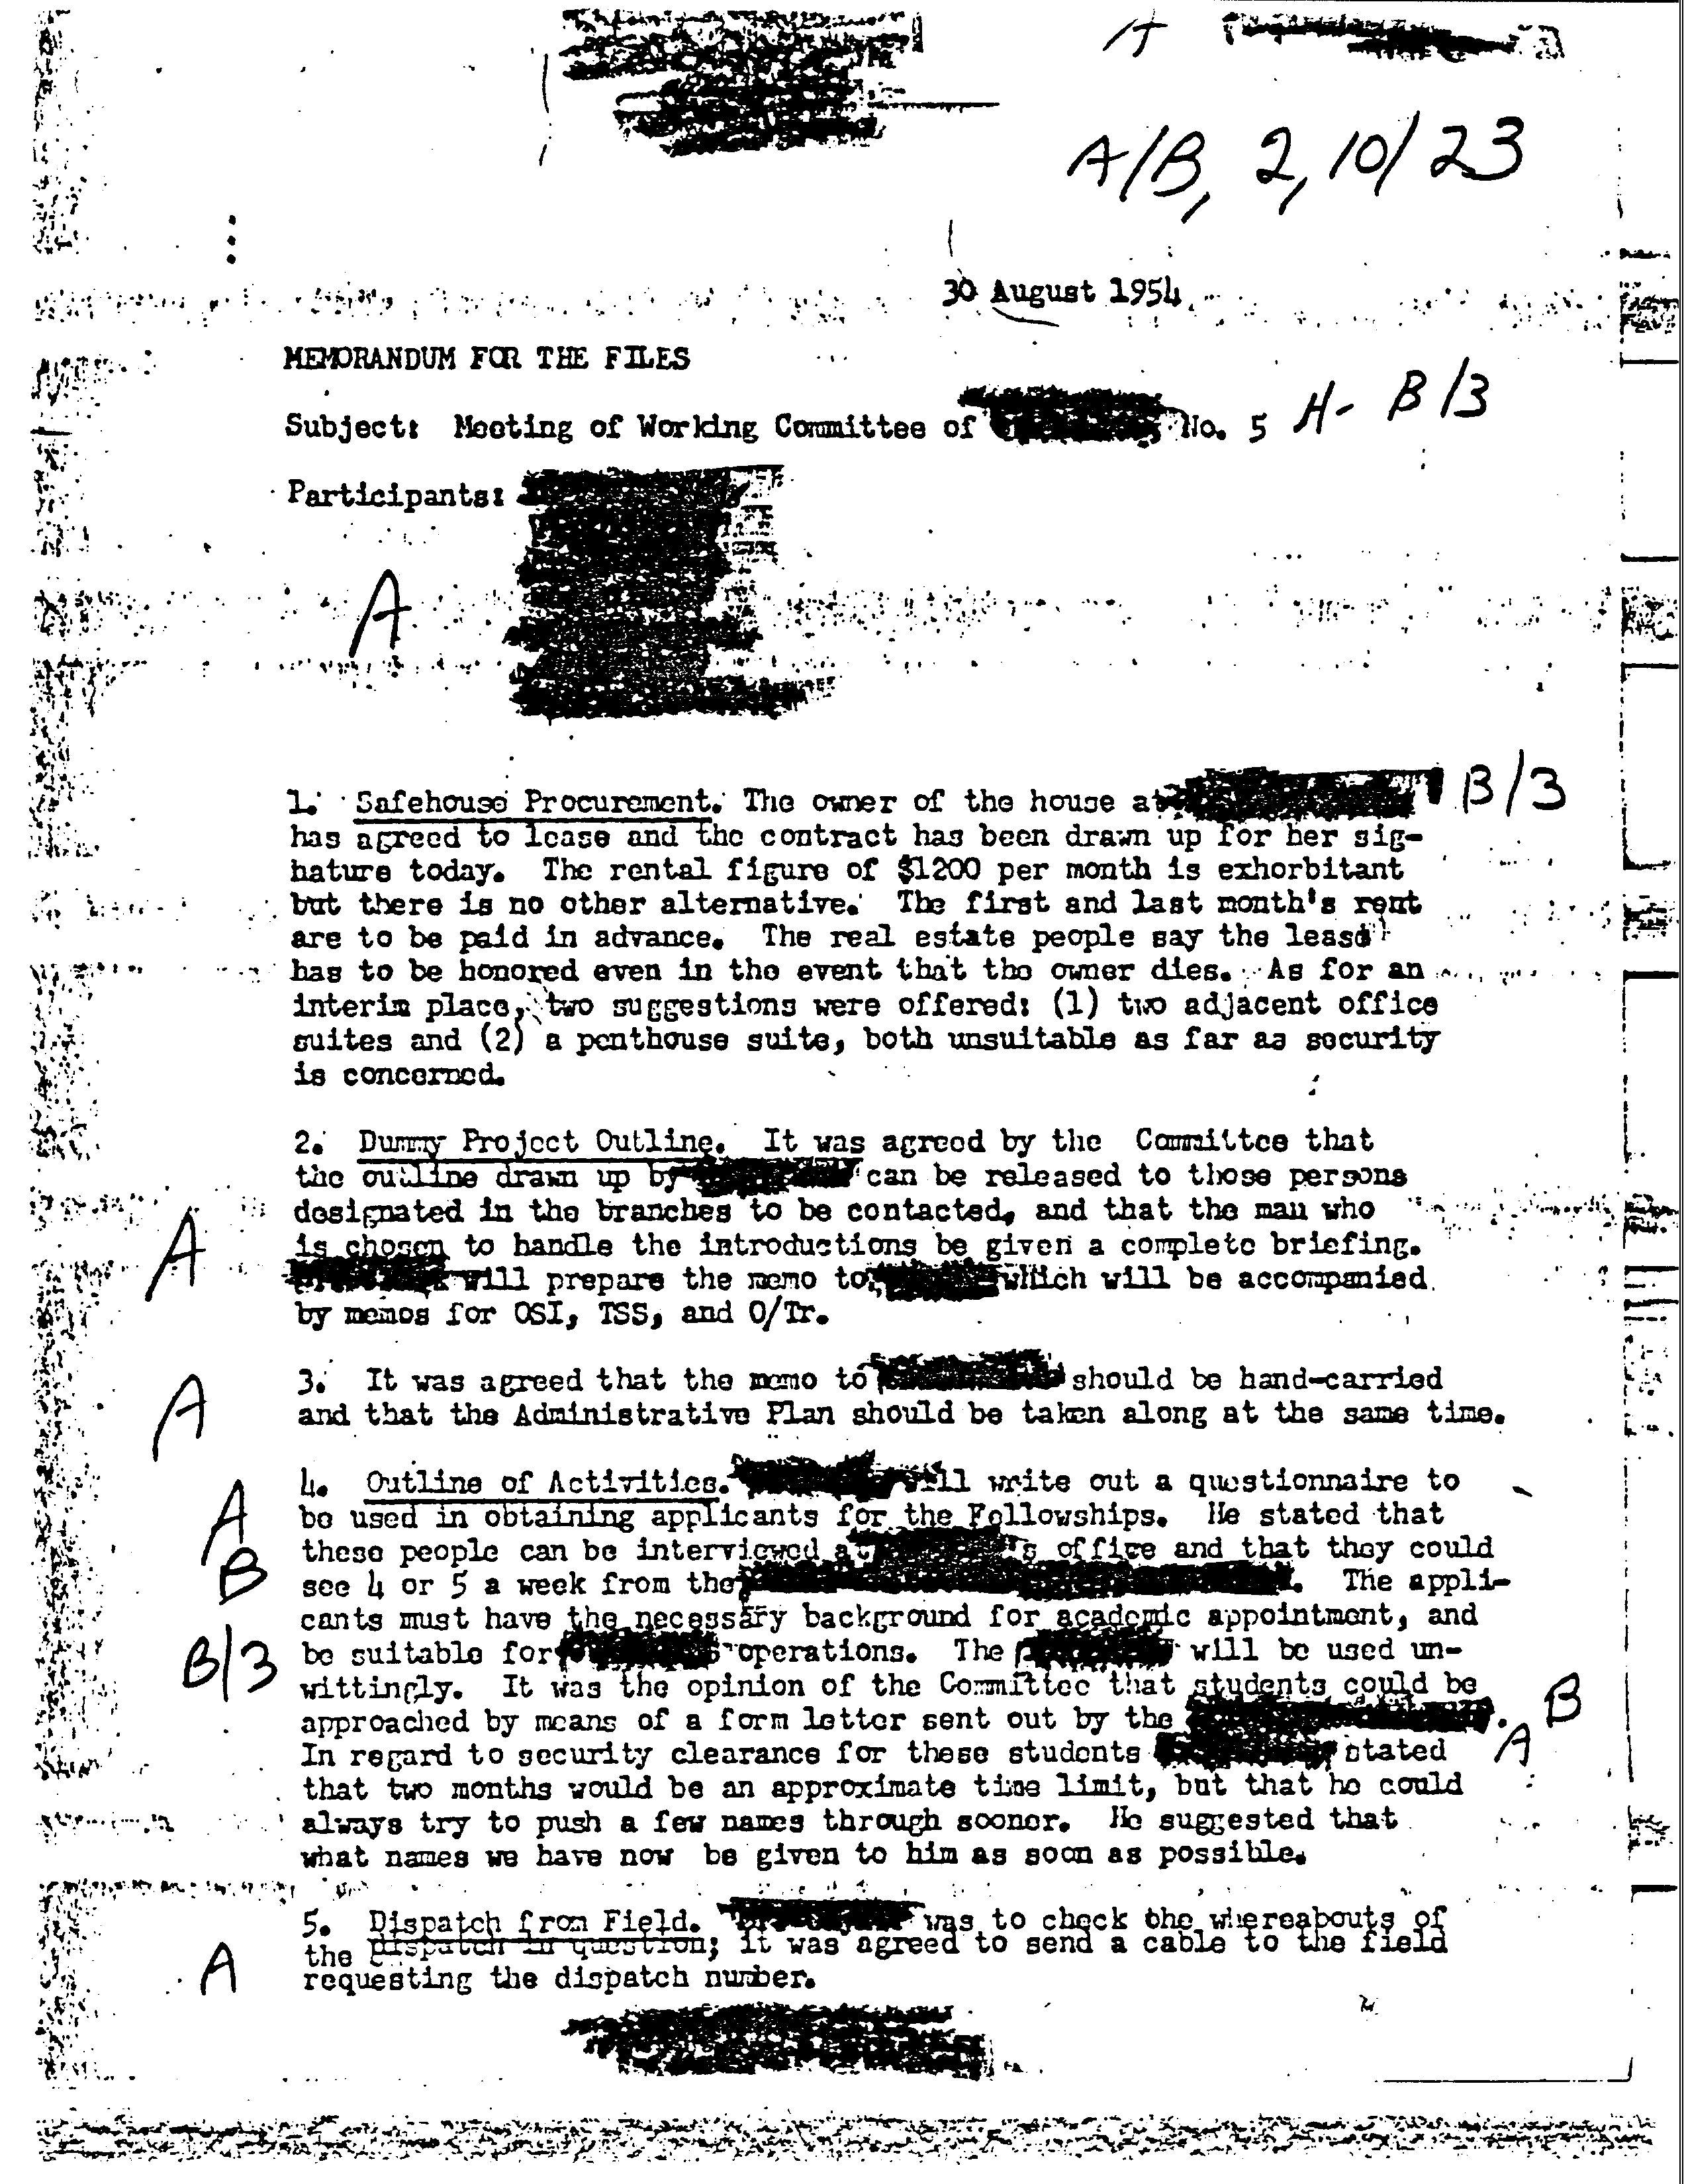 A
A/B, 2, 10/23
30 August 1954
MEMORANDUM FOR THE FILES
Subject: Meeting of Working Committee of No. 5 H- B/3
Participants:
A
1. Safehouse Procurement. The owner of the house at B/3
has agreed to lease and the contract has been drawn up for her sig-
nature today. The rental figure of $1200 per month is exhorbitant
but there is no other alternative. The first and last month's rent
are to be paid in advance. The real estate people say the lease
has to be honored even in the event that the owner dies. As for an
interim place, two suggestions were offered: (1) two adjacent office
suites and (2) a penthouse suite, both unsuitable as far as security
is concerned.
2. Dummy Project Outline. It was agreed by the Committee that
the outline drawn up by can be released to those persons
designated in the branches to be contacted, and that the man who
A is chosen to handle the introductions be given a complete briefing.
will prepare the memo to which will be accompanied
by memos for OSI, TSS, and O/Tr.
3. It was agreed that the memo to should be hand-carried
A and that the Administrative Plan should be taken along at the same time.
4. Outline of Activities. will write out a questionnaire to
A be used in obtaining applicants for the Fellowships. He stated that
these people can be interviewed at 's office and that they could
B see 4 or 5 a week from the . The appli-
cants must have the necessary background for academic appointment, and
B/3 be suitable for operations. The will be used un-
wittingly. It was the opinion of the Committee that students could be
approached by means of a form letter sent out by the . B
In regard to security clearance for these students stated A
that two months would be an approximate time limit, but that he could
always try to push a few names through sooner. He suggested that
what names we have now be given to him as soon as possible.
5. Dispatch from Field. was to check the whereabouts of
the dispatch in question; it was agreed to send a cable to the field
A requesting the dispatch number.